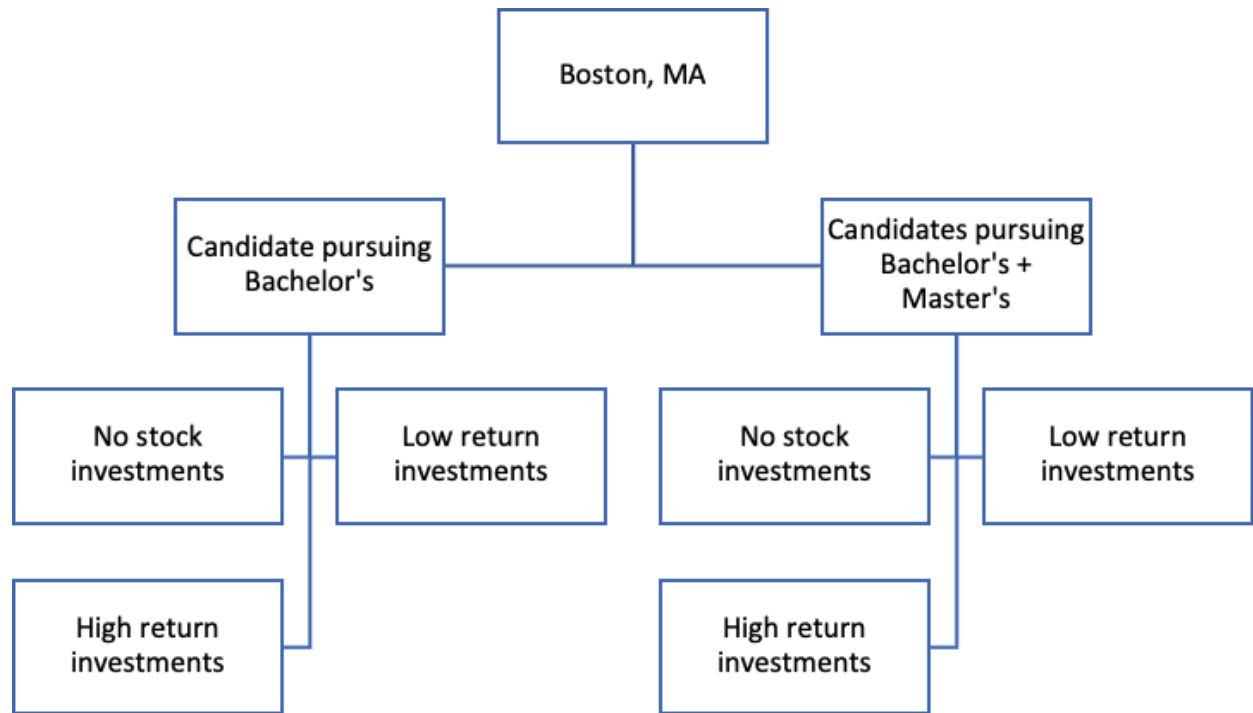 Boston, MA
Candidate pursuing
Bachelor's
Candidates pursuing
Bachelor's +
Master's
No stock
investments
Low return
investments
High return
investments
No stock
investments
Low return
investments
High return
investments